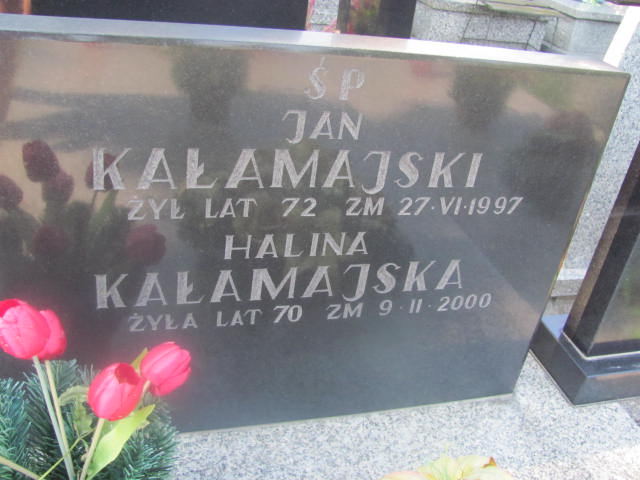 ŚP
JAN
KAŁAMAJSKI
ŻYŁ LAT 72 ZM 27·VI·1997
HALINA
KAŁAMAJSKA
ŻYŁA LAT 70 ZM 9·II·2000